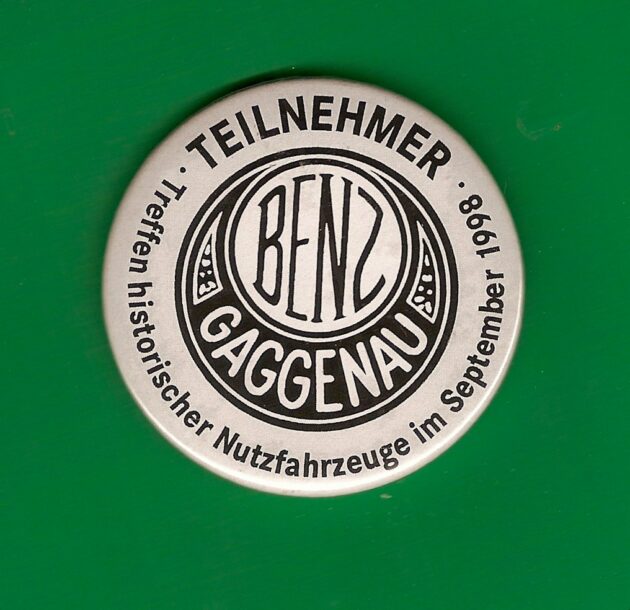 · TEILNEHMER ·
Treffen historischer Nutzfahrzeuge im September 1998
BENZ
GAGGENAU